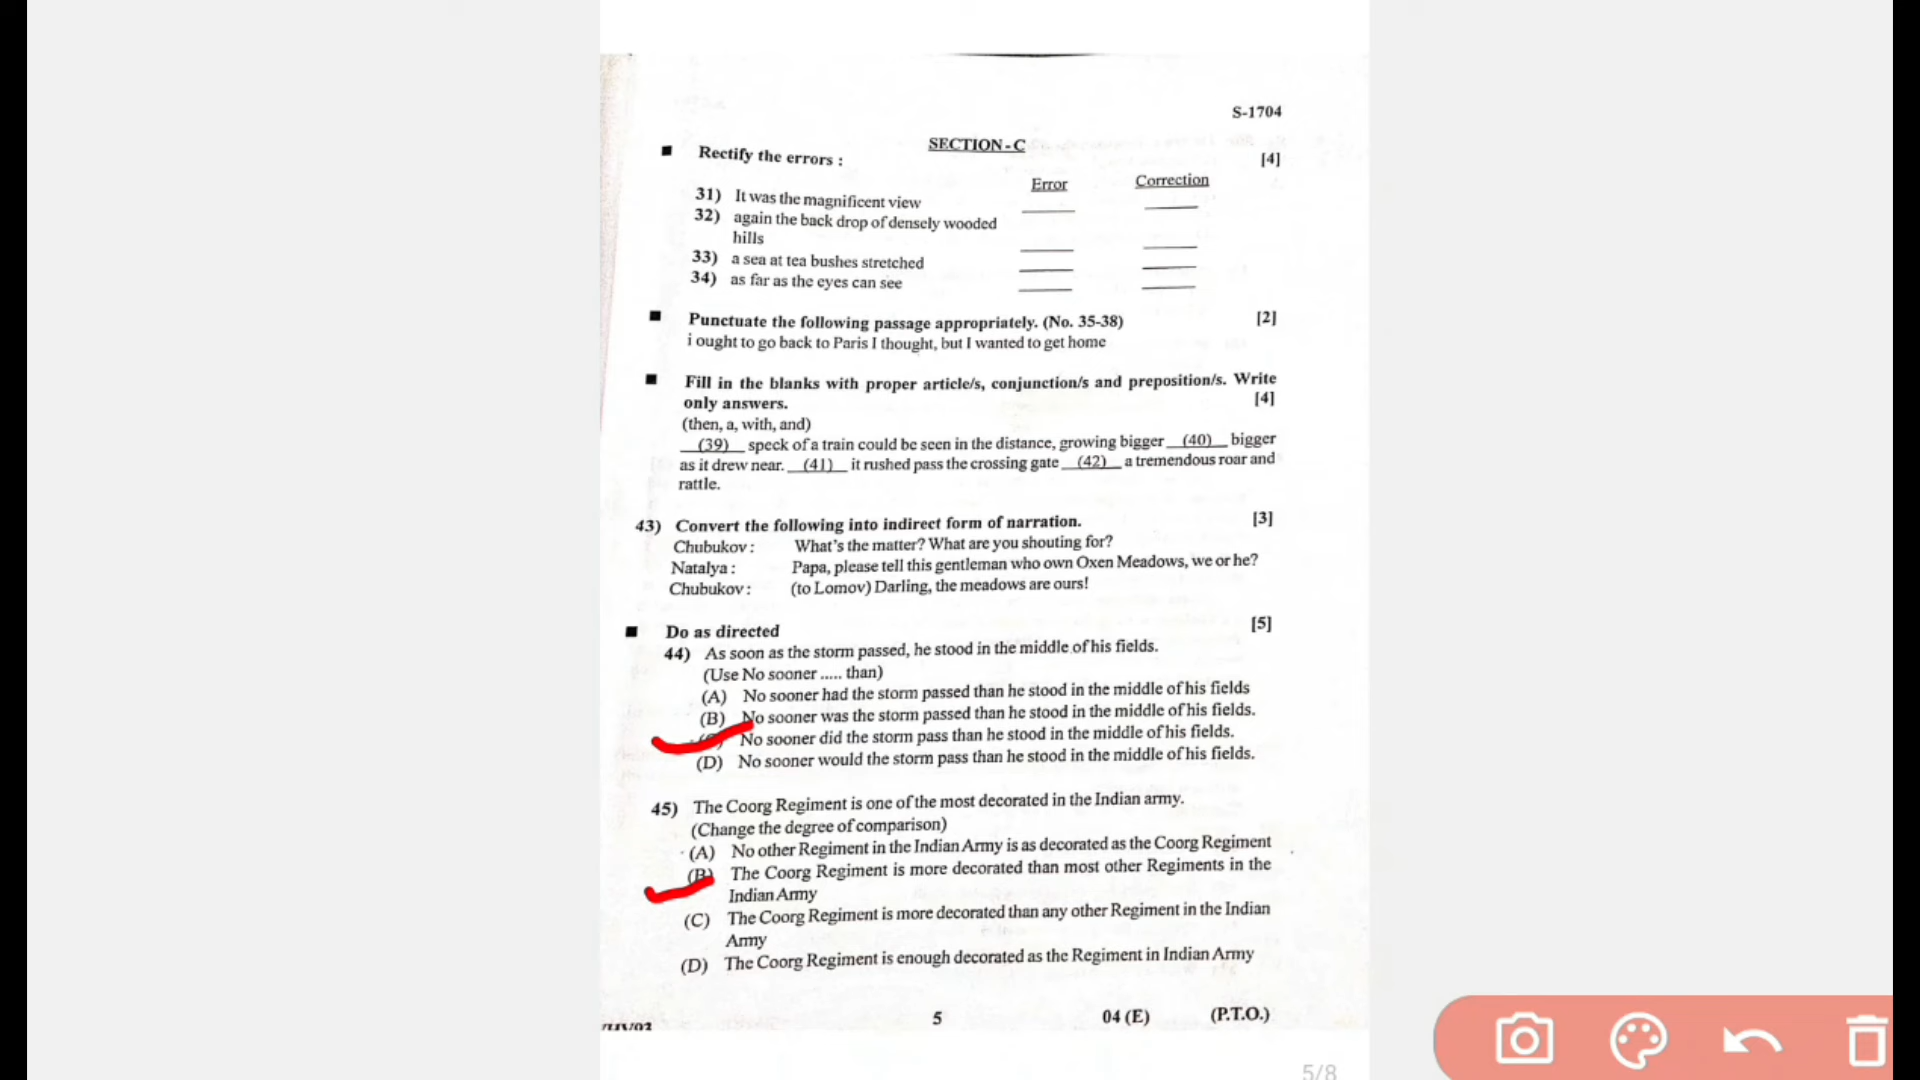 S-1704
SECTION - C
■ Rectify the errors : [4]
Error Correction
31) It was the magnificent view
32) again the back drop of densely wooded
hills
33) a sea at tea bushes stretched
34) as far as the eyes can see
■ Punctuate the following passage appropriately. (No. 35-38) [2]
i ought to go back to Paris I thought, but I wanted to get home
■ Fill in the blanks with proper article/s, conjunction/s and preposition/s. Write
only answers. [4]
(then, a, with, and)
__(39)__ speck of a train could be seen in the distance, growing bigger __(40)__ bigger
as it drew near. __(41)__ it rushed pass the crossing gate __(42)__ a tremendous roar and
rattle.
43) Convert the following into indirect form of narration. [3]
Chubukov : What's the matter? What are you shouting for?
Natalya : Papa, please tell this gentleman who own Oxen Meadows, we or he?
Chubukov : (to Lomov) Darling, the meadows are ours!
■ Do as directed [5]
44) As soon as the storm passed, he stood in the middle of his fields.
(Use No sooner ..... than)
(A) No sooner had the storm passed than he stood in the middle of his fields
(B) No sooner was the storm passed than he stood in the middle of his fields.
(C) No sooner did the storm pass than he stood in the middle of his fields.
(D) No sooner would the storm pass than he stood in the middle of his fields.
45) The Coorg Regiment is one of the most decorated in the Indian army.
(Change the degree of comparison)
(A) No other Regiment in the Indian Army is as decorated as the Coorg Regiment
(B) The Coorg Regiment is more decorated than most other Regiments in the
Indian Army
(C) The Coorg Regiment is more decorated than any other Regiment in the Indian
Army
(D) The Coorg Regiment is enough decorated as the Regiment in Indian Army
5 04 (E) (P.T.O.)
5/8